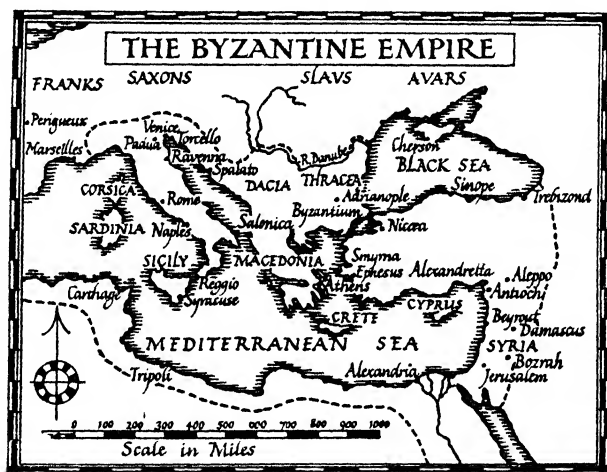 THE BYZANTINE EMPIRE
FRANKS SAXONS SLAVS AVARS
Perigueux
Marseilles
Venice
Padua Torcello
Ravenna
Spalato
R. Danube
Cherson
BLACK SEA
Sinope
Trebizond
CORSICA
Rome
DACIA
THRACEA
Adrianople
Byzantium
Nicæa
SARDINIA
Naples
Salonica
SICILY
MACEDONIA
Smyrna
Ephesus
Alexandretta
Aleppo
Antioch
Carthage
Reggio
Syracuse
Athens
CRETE
CYPRUS
Beyrout
Damascus
MEDITERRANEAN SEA
SYRIA
Bozrah
Jerusalem
Tripoli
Alexandria
0 100 200 300 400 500 600 700 800 900 1000
Scale in Miles